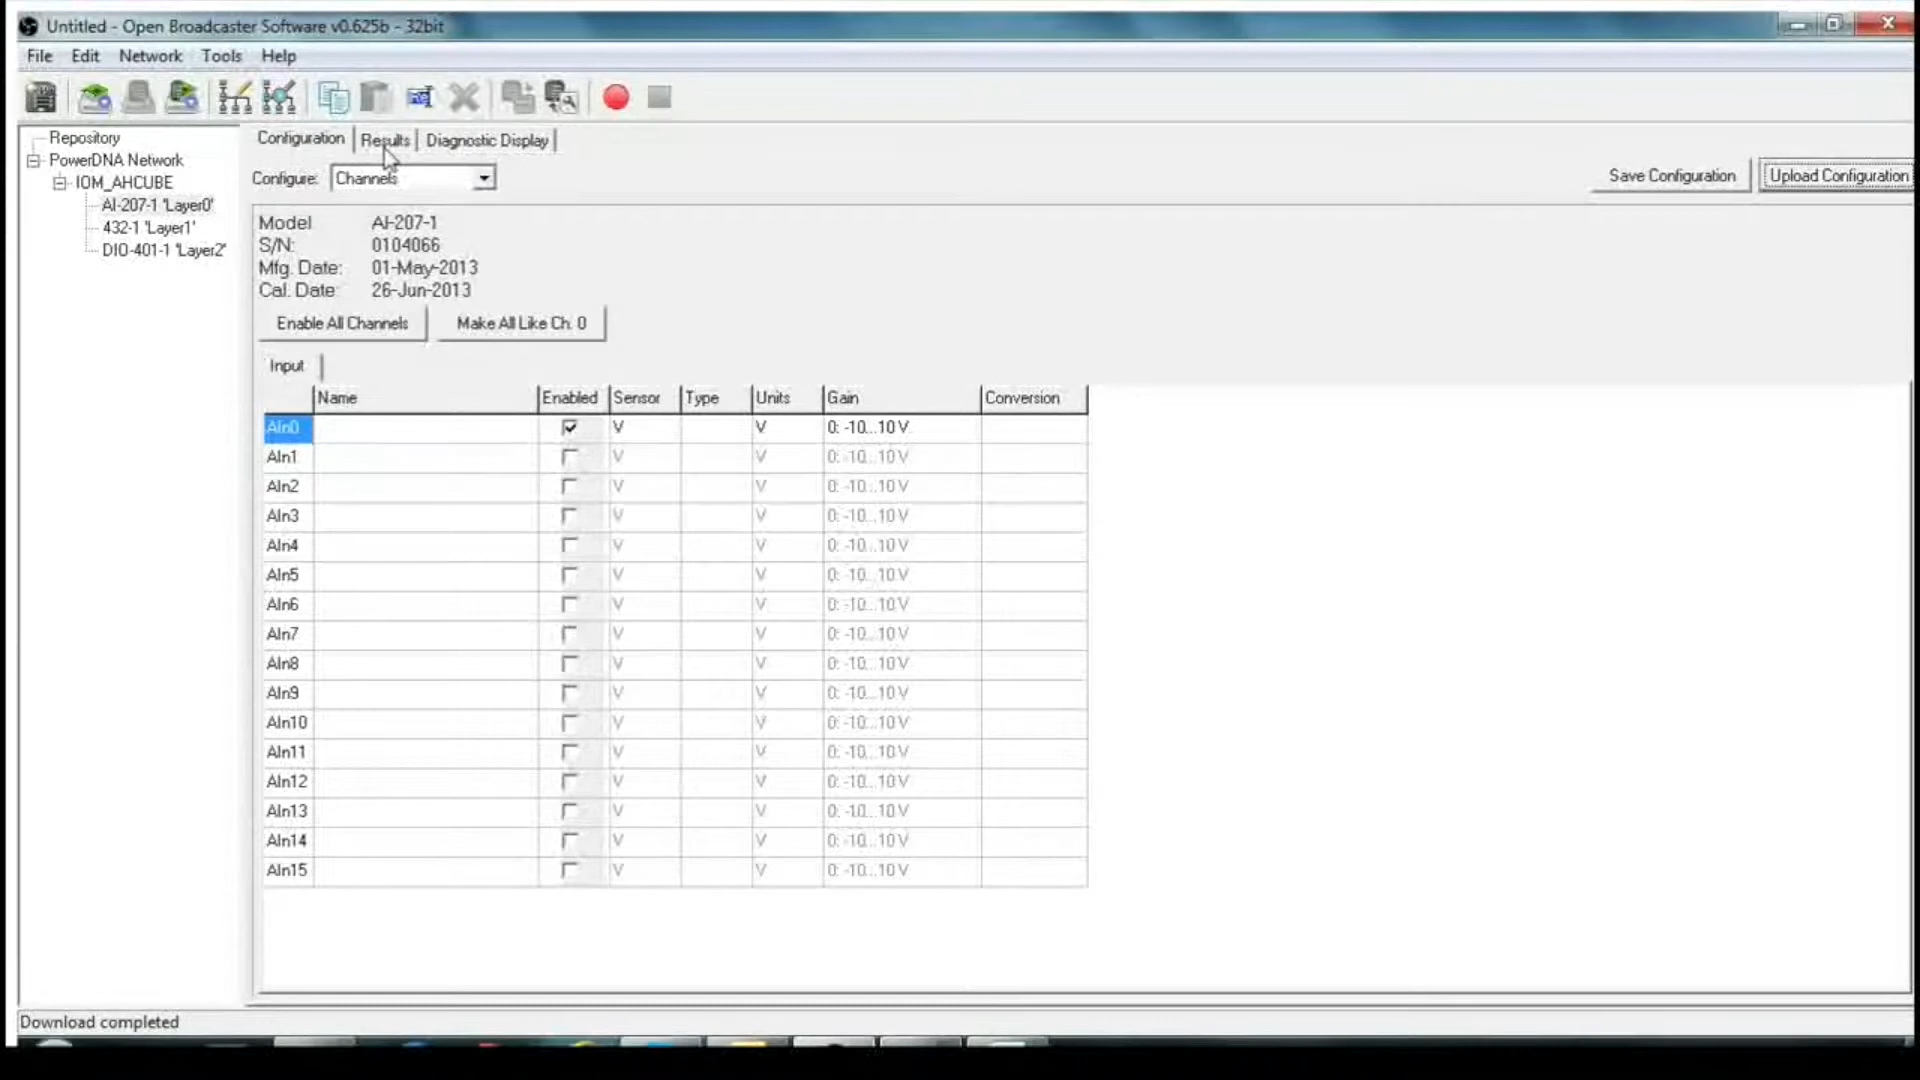 Untitled - Open Broadcaster Software v0.625b - 32bit
File Edit Network Tools Help
Repository
PowerDNA Network
IOM_AHCUBE
AI-207-1 'Layer0'
432-1 'Layer1'
DIO-401-1 'Layer2'
Configuration Results Diagnostic Display
Configure: Channels Save Configuration Upload Configuration
Model AI-207-1
S/N: 0104066
Mfg. Date: 01-May-2013
Cal. Date: 26-Jun-2013
Enable All Channels Make All Like Ch. 0
Input
Name Enabled Sensor Type Units Gain Conversion
AIn0 V V 0: -10...10 V
AIn1 V V 0: -10...10 V
AIn2 V V 0: -10...10 V
AIn3 V V 0: -10...10 V
AIn4 V V 0: -10...10 V
AIn5 V V 0: -10...10 V
AIn6 V V 0: -10...10 V
AIn7 V V 0: -10...10 V
AIn8 V V 0: -10...10 V
AIn9 V V 0: -10...10 V
AIn10 V V 0: -10...10 V
AIn11 V V 0: -10...10 V
AIn12 V V 0: -10...10 V
AIn13 V V 0: -10...10 V
AIn14 V V 0: -10...10 V
AIn15 V V 0: -10...10 V
Download completed